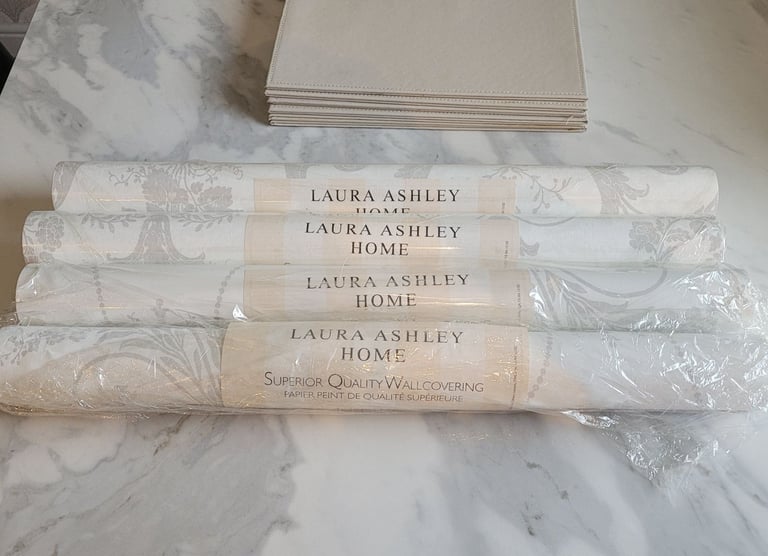 LAURA ASHLEY
HOME
LAURA ASHLEY
HOME
LAURA ASHLEY
HOME
LAURA ASHLEY
HOME
SUPERIOR QUALITY WALLCOVERING
PAPIER PEINT DE QUALITÉ SUPÉRIEURE